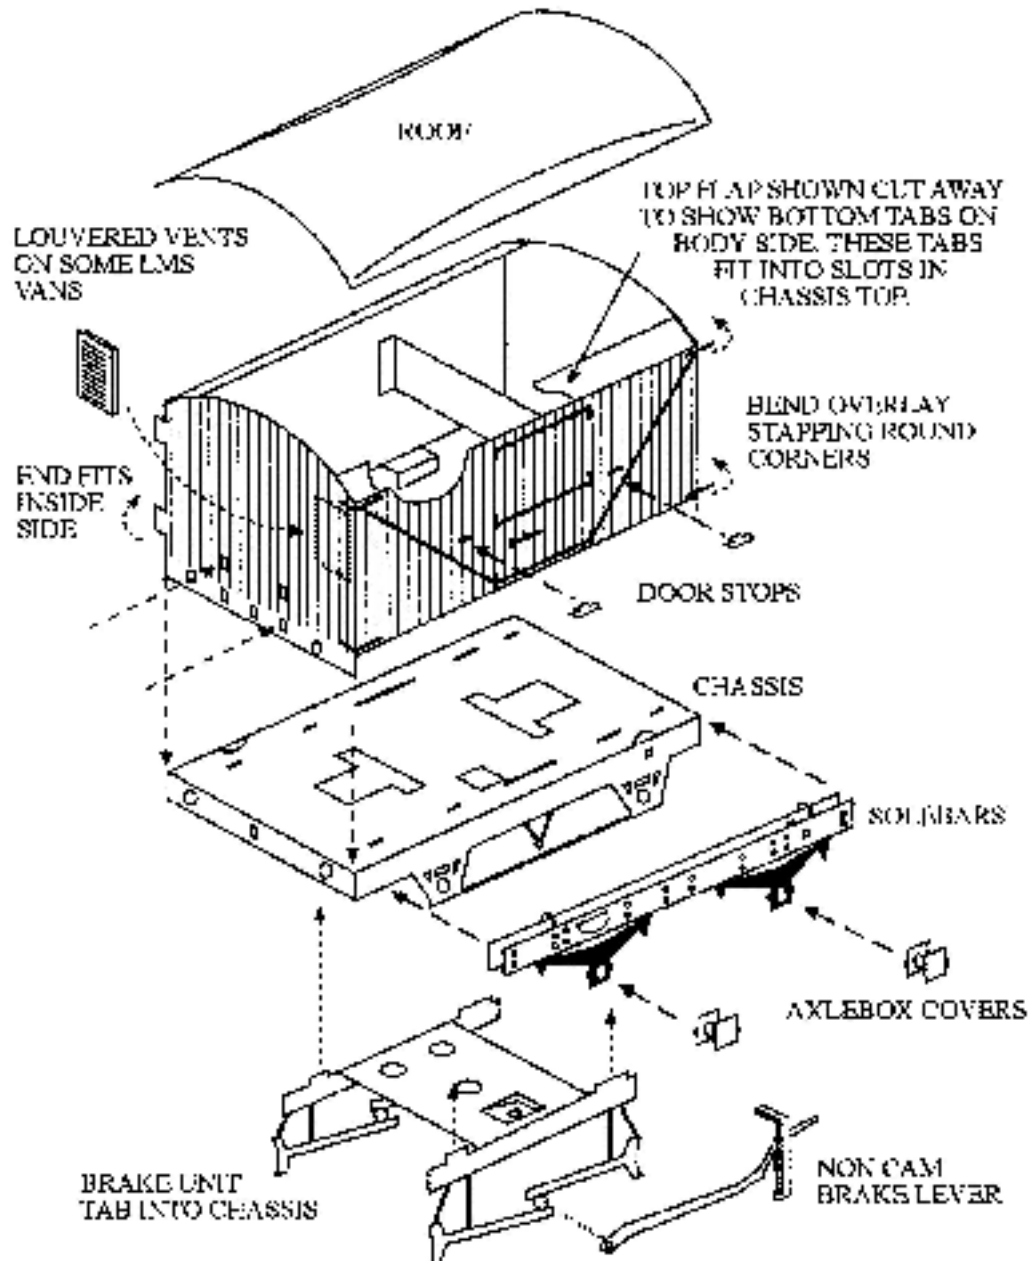 ROOF
TOP FLAP SHOWN CUT AWAY
TO SHOW BOTTOM TABS ON
BODY SIDE. THESE TABS
FIT INTO SLOTS IN
CHASSIS TOP.
LOUVERED VENTS
ON SOME LMS
VANS
BEND OVERLAY
STAPPING ROUND
CORNERS
END FITS
INSIDE
SIDE
DOOR STOPS
CHASSIS
SOLEBARS
AXLEBOX COVERS
BRAKE UNIT
TAB INTO CHASSIS
NON CAM
BRAKE LEVER